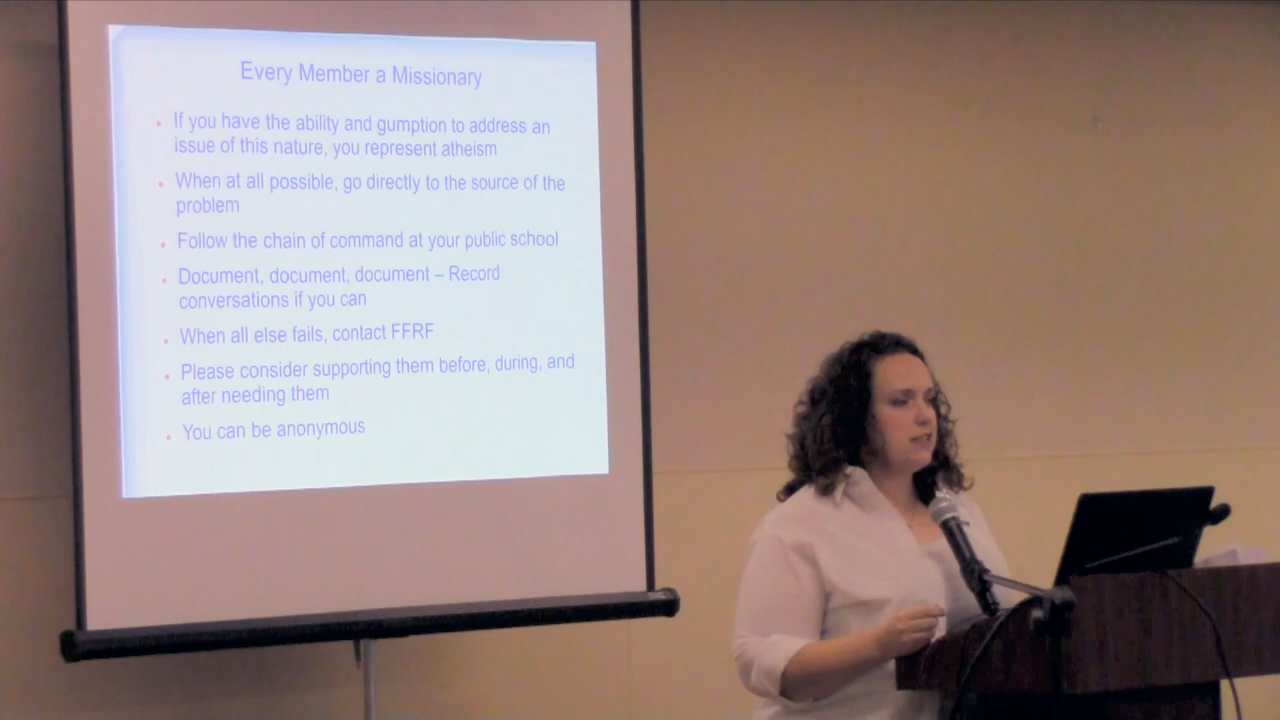 Every Member a Missionary
• If you have the ability and gumption to address an
issue of this nature, you represent atheism
• When at all possible, go directly to the source of the
problem
• Follow the chain of command at your public school
• Document, document, document – Record
conversations if you can
• When all else fails, contact FFRF
• Please consider supporting them before, during, and
after needing them
• You can be anonymous